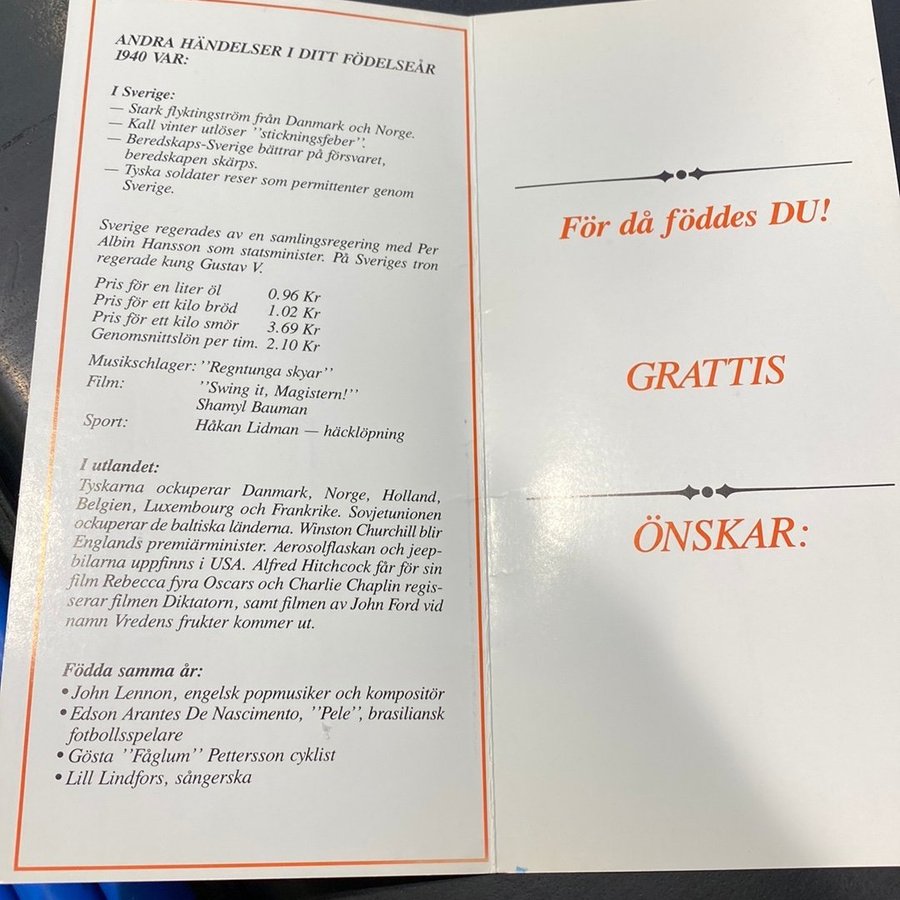 ANDRA HÄNDELSER I DITT FÖDELSEÅR
1940 VAR:
I Sverige:
— Stark flyktingström från Danmark och Norge.
— Kall vinter utlöser ''stickningsfeber''.
— Beredskaps-Sverige bättrar på försvaret,
beredskapen skärps.
— Tyska soldater reser som permittenter genom
Sverige.
Sverige regerades av en samlingsregering med Per
Albin Hansson som statsminister. På Sveriges tron
regerade kung Gustav V.
Pris för en liter öl 0.96 Kr
Pris för ett kilo bröd 1.02 Kr
Pris för ett kilo smör 3.69 Kr
Genomsnittslön per tim. 2.10 Kr
Musikschlager: ''Regntunga skyar''
Film: ''Swing it, Magistern!''
Shamyl Bauman
Sport: Håkan Lidman — häcklöpning
I utlandet:
Tyskarna ockuperar Danmark, Norge, Holland,
Belgien, Luxembourg och Frankrike. Sovjetunionen
ockuperar de baltiska länderna. Winston Churchill blir
Englands premiärminister. Aerosolflaskan och jeep-
bilarna uppfinns i USA. Alfred Hitchcock får för sin
film Rebecca fyra Oscars och Charlie Chaplin regis-
serar filmen Diktatorn, samt filmen av John Ford vid
namn Vredens frukter kommer ut.
Födda samma år:
• John Lennon, engelsk popmusiker och kompositör
• Edson Arantes De Nascimento, ''Pele'', brasiliansk
fotbollsspelare
• Gösta ''Fåglum'' Pettersson cyklist
• Lill Lindfors, sångerska
För då föddes DU!
GRATTIS
ÖNSKAR: